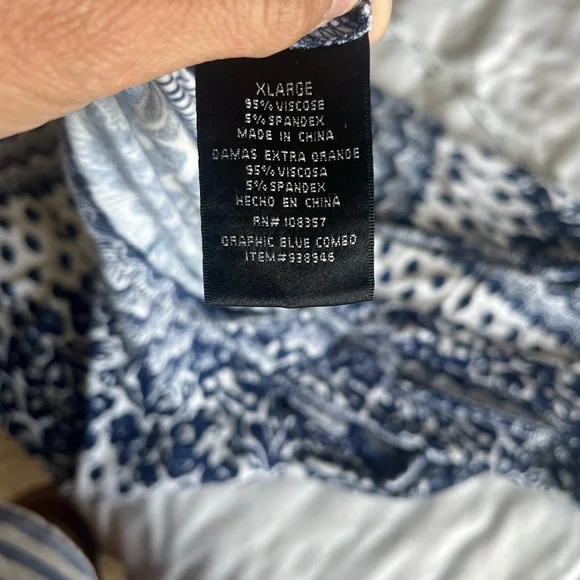 XLARGE
95% VISCOSE
5% SPANDEX
MADE IN CHINA
DAMAS EXTRA GRANDE
95% VISCOSA
5% SPANDEX
HECHO EN CHINA
RN# 108357
GRAPHIC BLUE COMBO
ITEM#938946